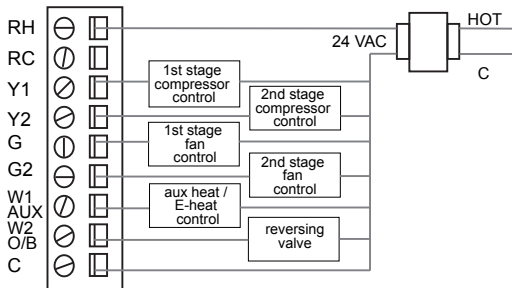 RH
HOT
24 VAC
RC
C
1st stage
compressor
control
Y1
2nd stage
compressor
control
Y2
1st stage
fan
control
G
2nd stage
fan
control
G2
aux heat /
E-heat
control
W1
AUX
W2
O/B
reversing
valve
C